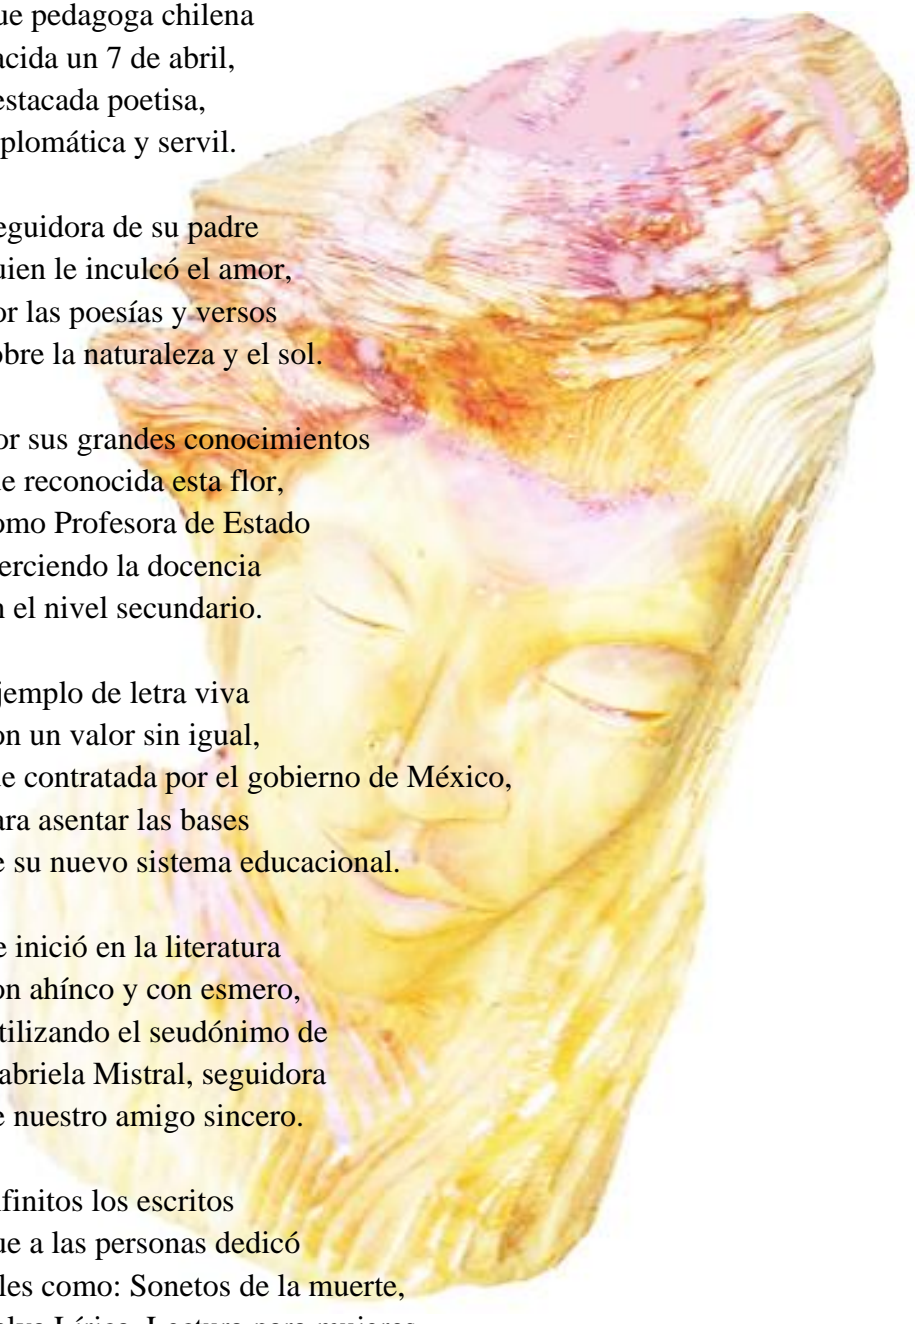 ue pedagoga chilena
acida un 7 de abril,
estacada poetisa,
plomática y servil.
eguidora de su padre
uien le inculcó el amor,
or las poesías y versos
obre la naturaleza y el sol.
or sus grandes conocimientos
e reconocida esta flor,
omo Profesora de Estado
erciendo la docencia
n el nivel secundario.
jemplo de letra viva
on un valor sin igual,
e contratada por el gobierno de México,
ara asentar las bases
e su nuevo sistema educacional.
e inició en la literatura
on ahínco y con esmero,
tilizando el seudónimo de
abriela Mistral, seguidora
e nuestro amigo sincero.
finitos los escritos
ue a las personas dedicó
les como: Sonetos de la muerte,